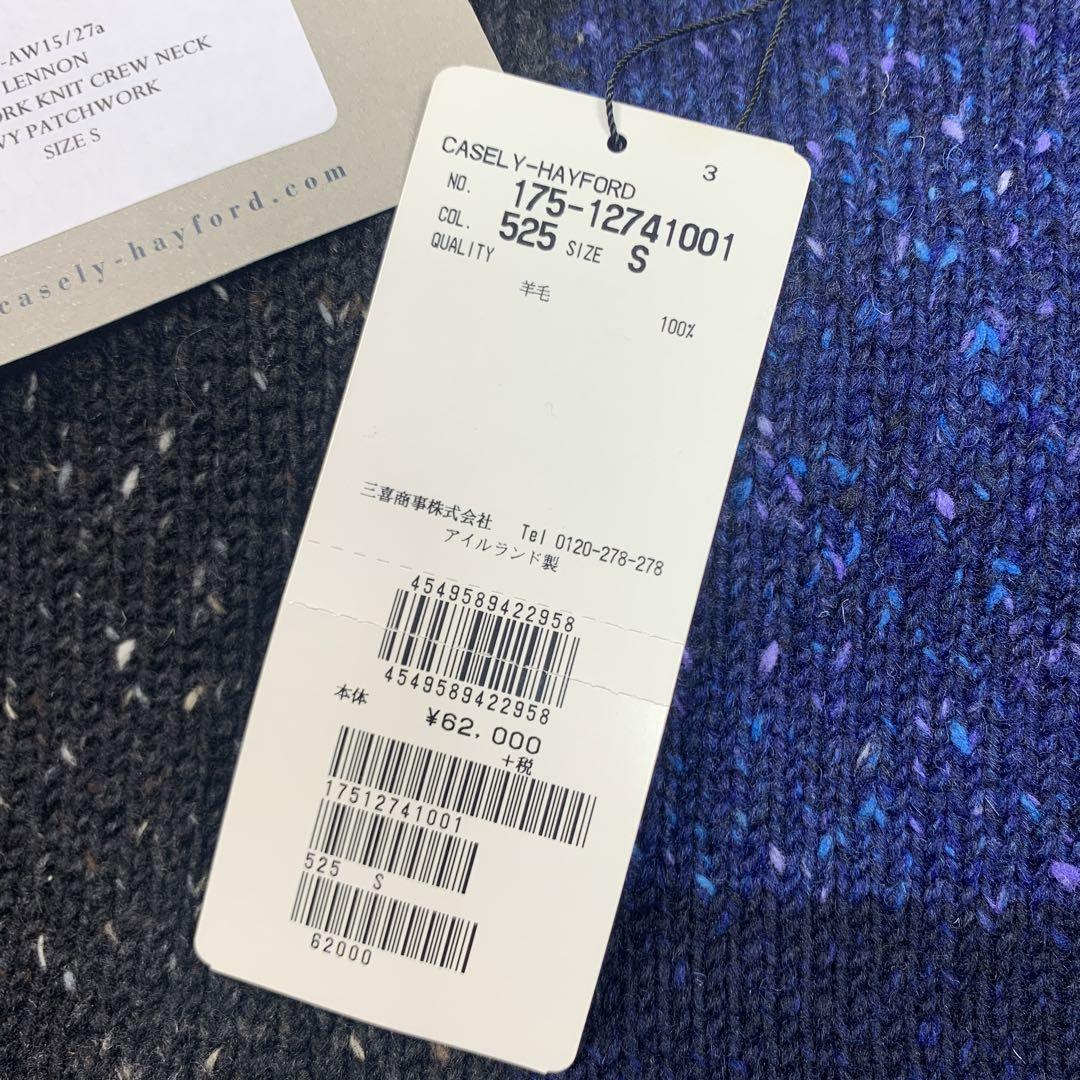 -AW15/27a
LENNON
ORK KNIT CREW NECK
VY PATCHWORK
SIZE S
casely-hayford.com
3
CASELY-HAYFORD
NO. 175-12741001
COL. 525 SIZE S
QUALITY
羊毛
100%
三喜商事株式会社 Tel 0120-278-278
アイルランド製
4549589422958
4549589422958
本体 ¥62,000
+税
17512741001
525 S
62000